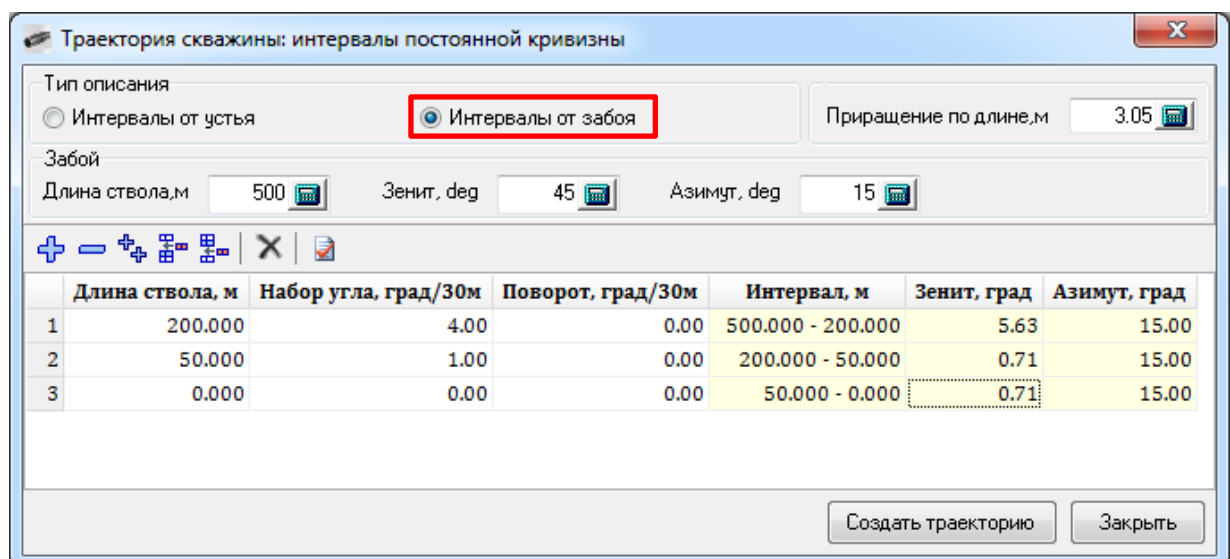 Траектория скважины: интервалы постоянной кривизны
Тип описания
Интервалы от устья Интервалы от забоя Приращение по длине,м 3.05
Забой
Длина ствола,м 500 Зенит, deg 45 Азимут, deg 15
Длина ствола, м Набор угла, град/30м Поворот, град/30м Интервал, м Зенит, град Азимут, град
1 200.000 4.00 0.00 500.000 - 200.000 5.63 15.00
2 50.000 1.00 0.00 200.000 - 50.000 0.71 15.00
3 0.000 0.00 0.00 50.000 - 0.000 0.71 15.00
Создать траекторию Закрыть